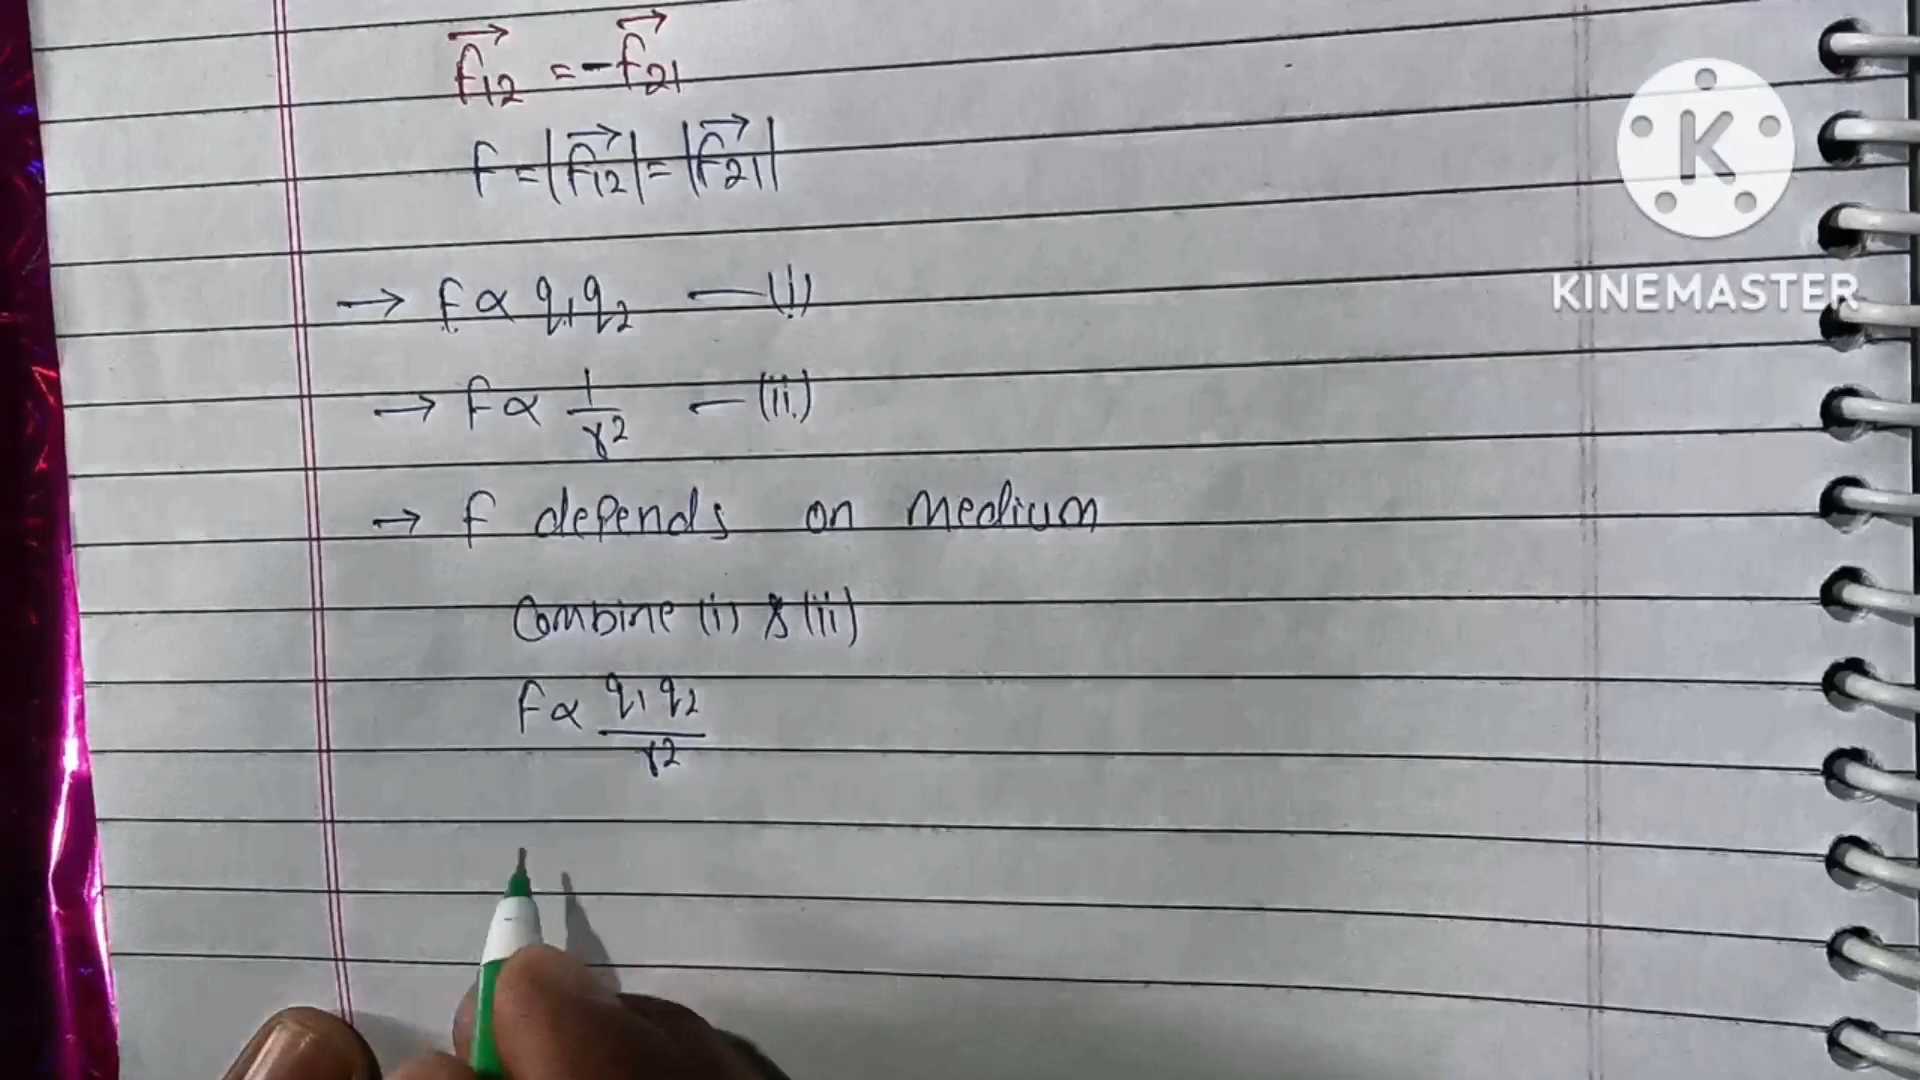 F₁₂ = -F₂₁
F = |F₁₂| = |F₂₁|
K
KINEMASTER
→ F ∝ q₁q₂ — (i)
→ F ∝ 1/r² — (ii)
→ F depends on medium
Combine (i) & (ii)
F ∝ q₁q₂/r²